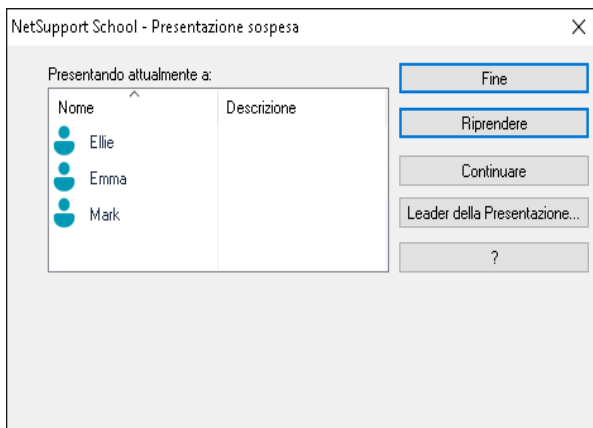 NetSupport School - Presentazione sospesa
Presentando attualmente a:
Nome Descrizione
Ellie
Emma
Mark
Fine
Riprendere
Continuare
Leader della Presentazione...
?